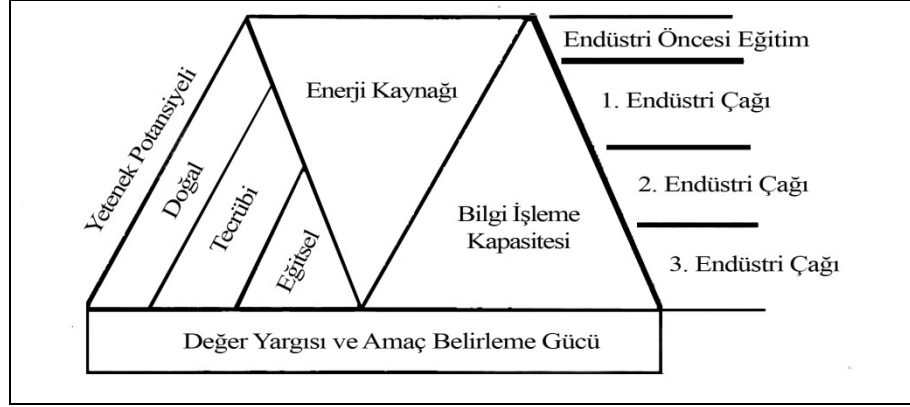 Endüstri Öncesi Eğitim
Enerji Kaynağı
1. Endüstri Çağı
Yetenek Potansiyeli
Doğal
Tecrübi
Eğitsel
2. Endüstri Çağı
Bilgi İşleme
Kapasitesi
3. Endüstri Çağı
Değer Yargısı ve Amaç Belirleme Gücü